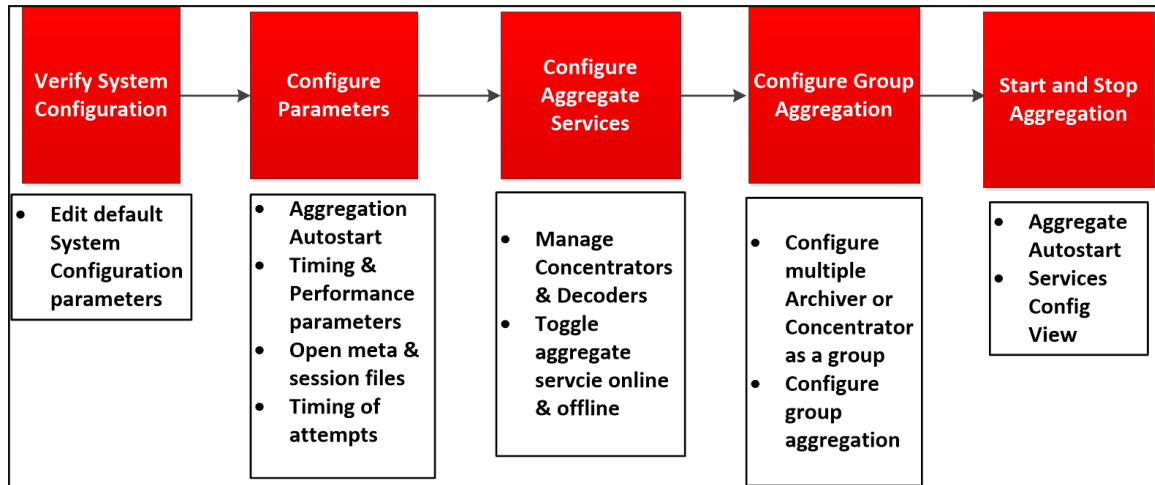 Verify System
Configuration
Configure
Parameters
Configure
Aggregate
Services
Configure Group
Aggregation
Start and Stop
Aggregation
• Edit default
System
Configuration
parameters
• Aggregation
Autostart
• Timing &
Performance
parameters
• Open meta &
session files
• Timing of
attempts
• Manage
Concentrators
& Decoders
• Toggle
aggregate
servcie online
& offline
• Configure
multiple
Archiver or
Concentrator
as a group
• Configure
group
aggregation
• Aggregate
Autostart
• Services
Config
View